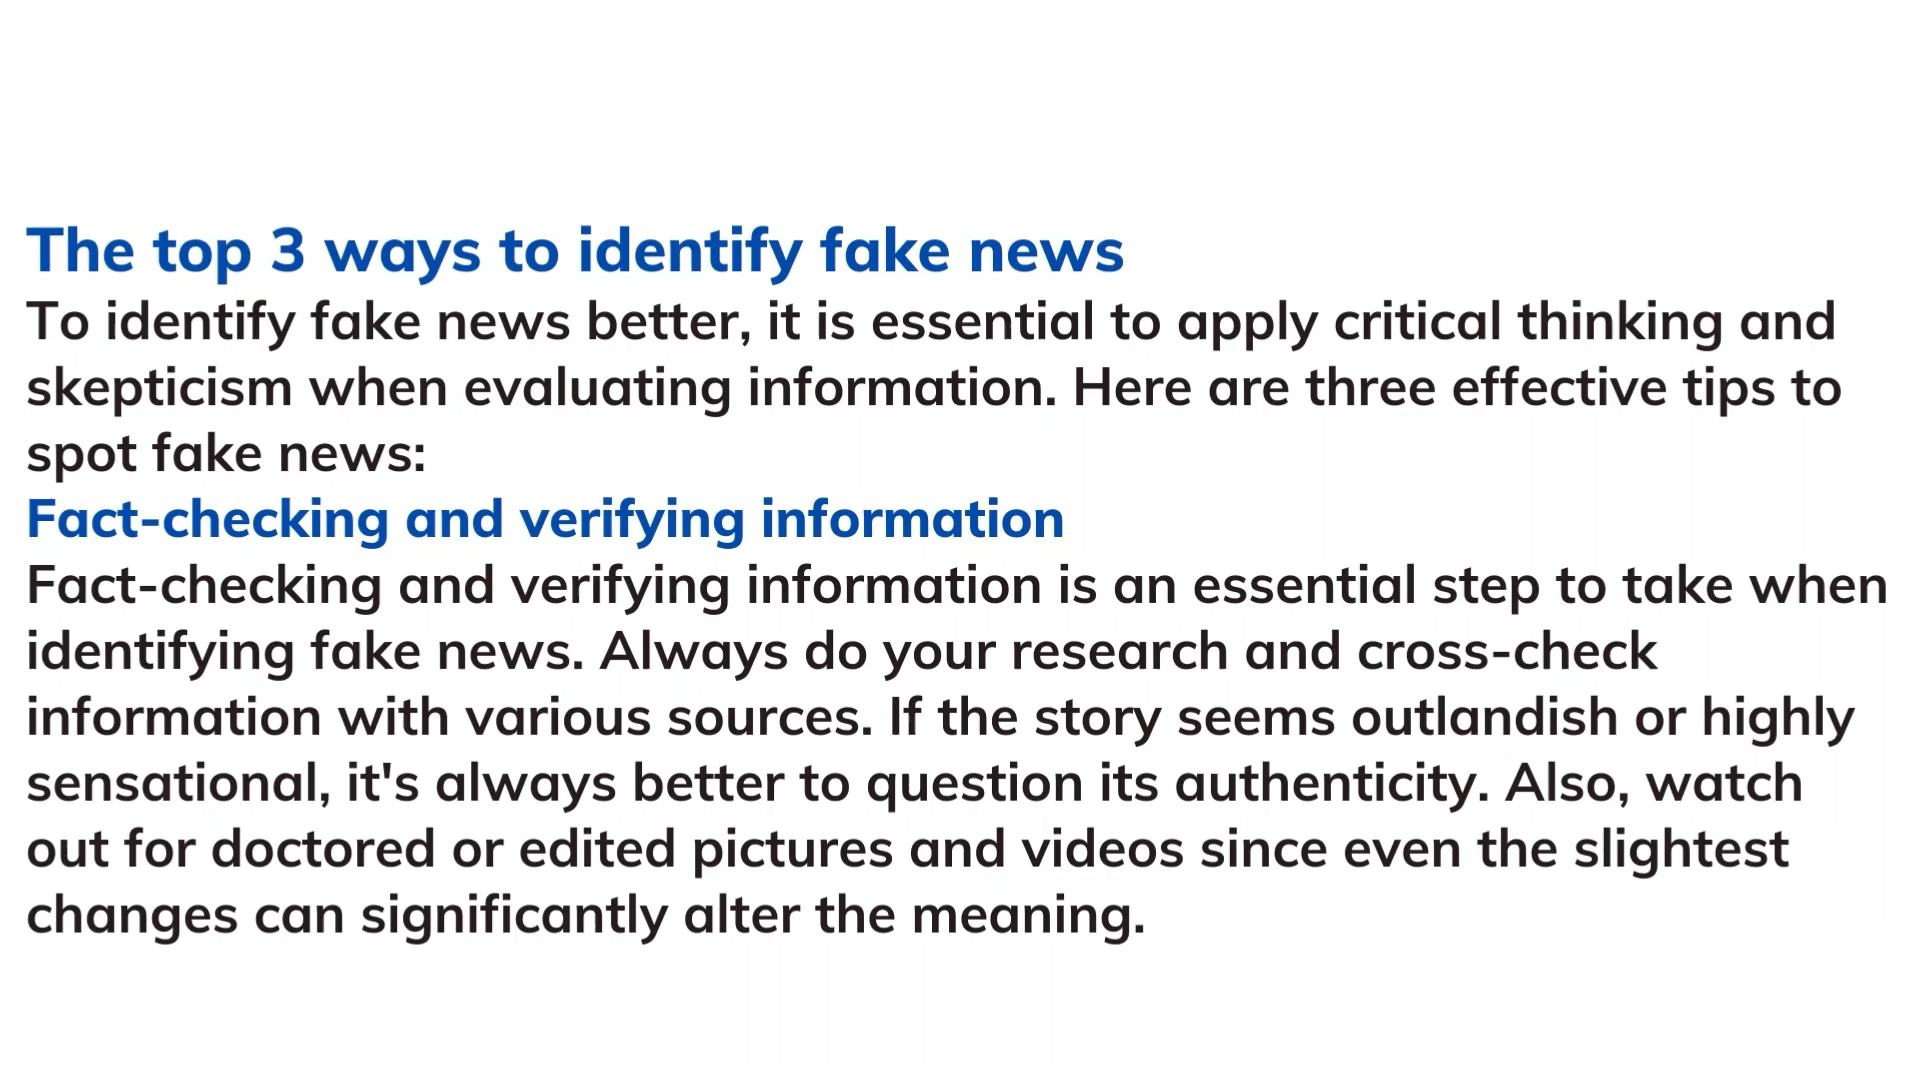 The top 3 ways to identify fake news
To identify fake news better, it is essential to apply critical thinking and
skepticism when evaluating information. Here are three effective tips to
spot fake news:
Fact-checking and verifying information
Fact-checking and verifying information is an essential step to take when
identifying fake news. Always do your research and cross-check
information with various sources. If the story seems outlandish or highly
sensational, it's always better to question its authenticity. Also, watch
out for doctored or edited pictures and videos since even the slightest
changes can significantly alter the meaning.